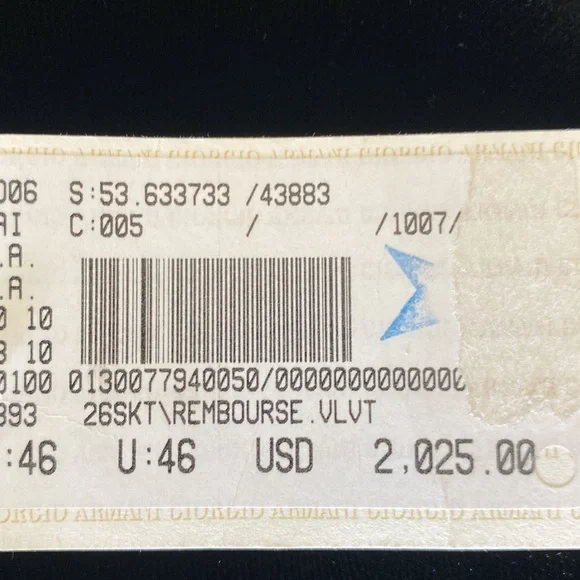 006 S:53.633733 /43883
AI C:005 / /1007/
.A.
.A.
0 10
3 10
0100 0130077940050/0000000000000
893 26SKT\REMBOURSE.VLVT
:46 U:46 USD 2,025.00